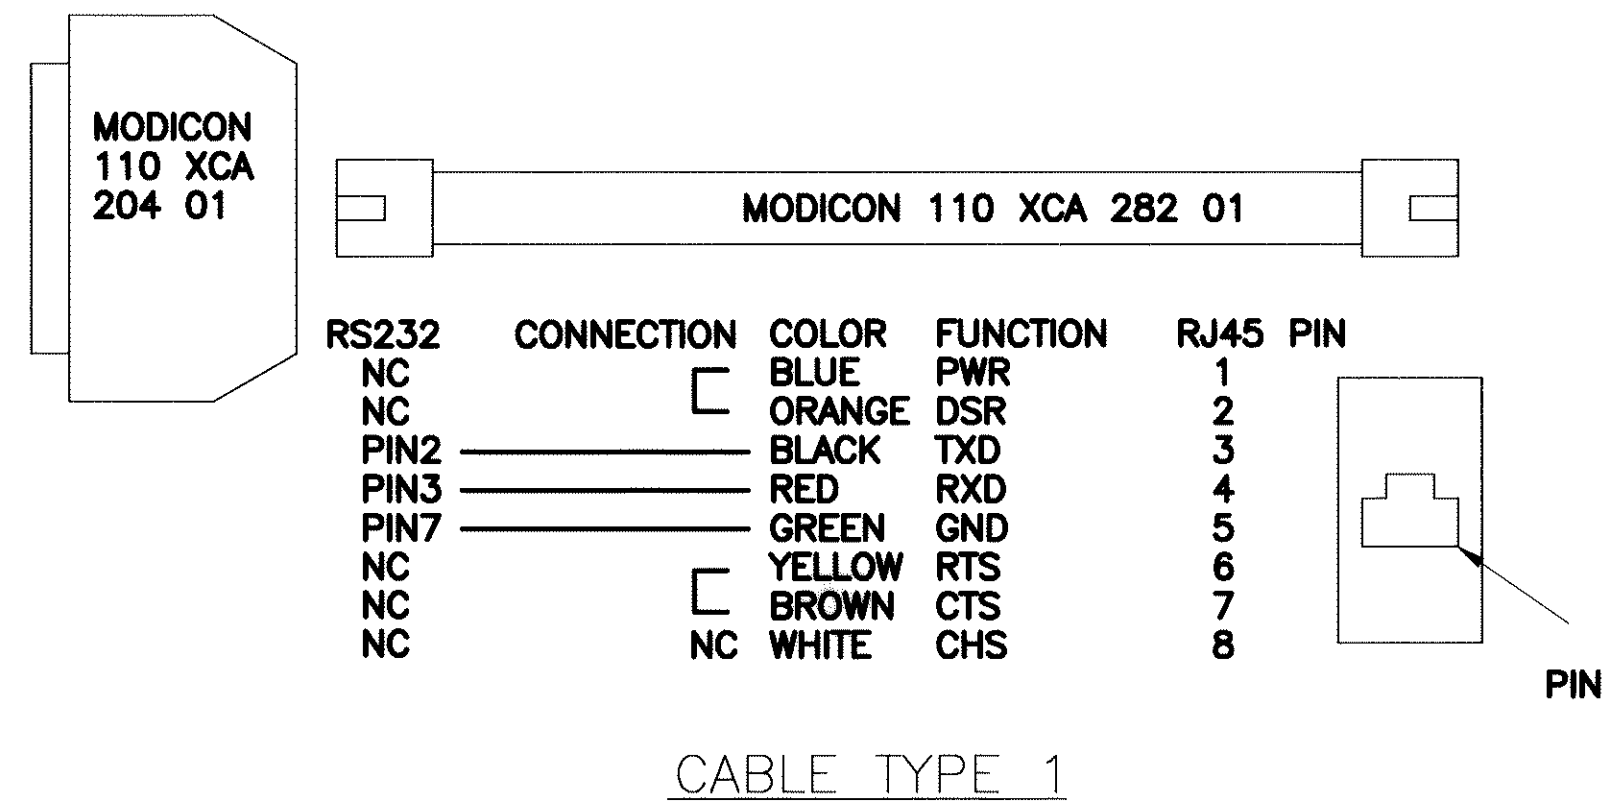 MODICON
110 XCA
204 01
MODICON 110 XCA 282 01
RS232 CONNECTION COLOR FUNCTION RJ45 PIN
NC BLUE PWR 1
NC ORANGE DSR 2
PIN2 BLACK TXD 3
PIN3 RED RXD 4
PIN7 GREEN GND 5
NC YELLOW RTS 6
NC BROWN CTS 7
NC NC WHITE CHS 8
PIN
CABLE TYPE 1